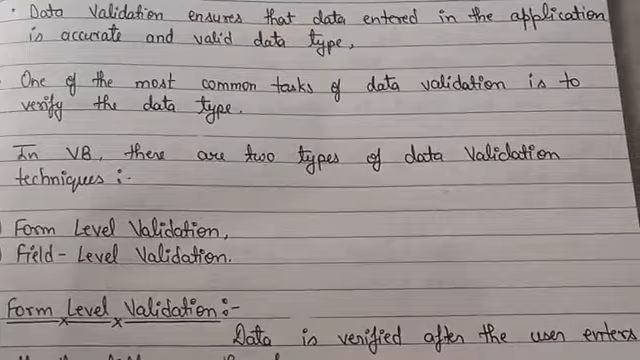 · Data Validation ensures that data entered in the application
is accurate and valid data type,
One of the most common tasks of data validation is to
verify the data type.
In VB, there are two types of data Validation
techniques :-
Form Level Validation,
Field-Level Validation.
Form Level Validation :-
Data is verified after the user enters